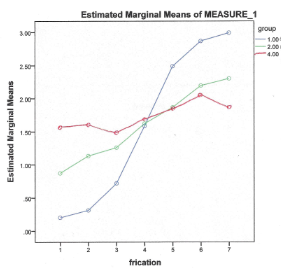 Estimated Marginal Means of MEASURE_1
group
1.00
2.00
4.00
Estimated Marginal Means
3.00
2.50
2.00
1.50
1.00
.50
.00
1 2 3 4 5 6 7
frication